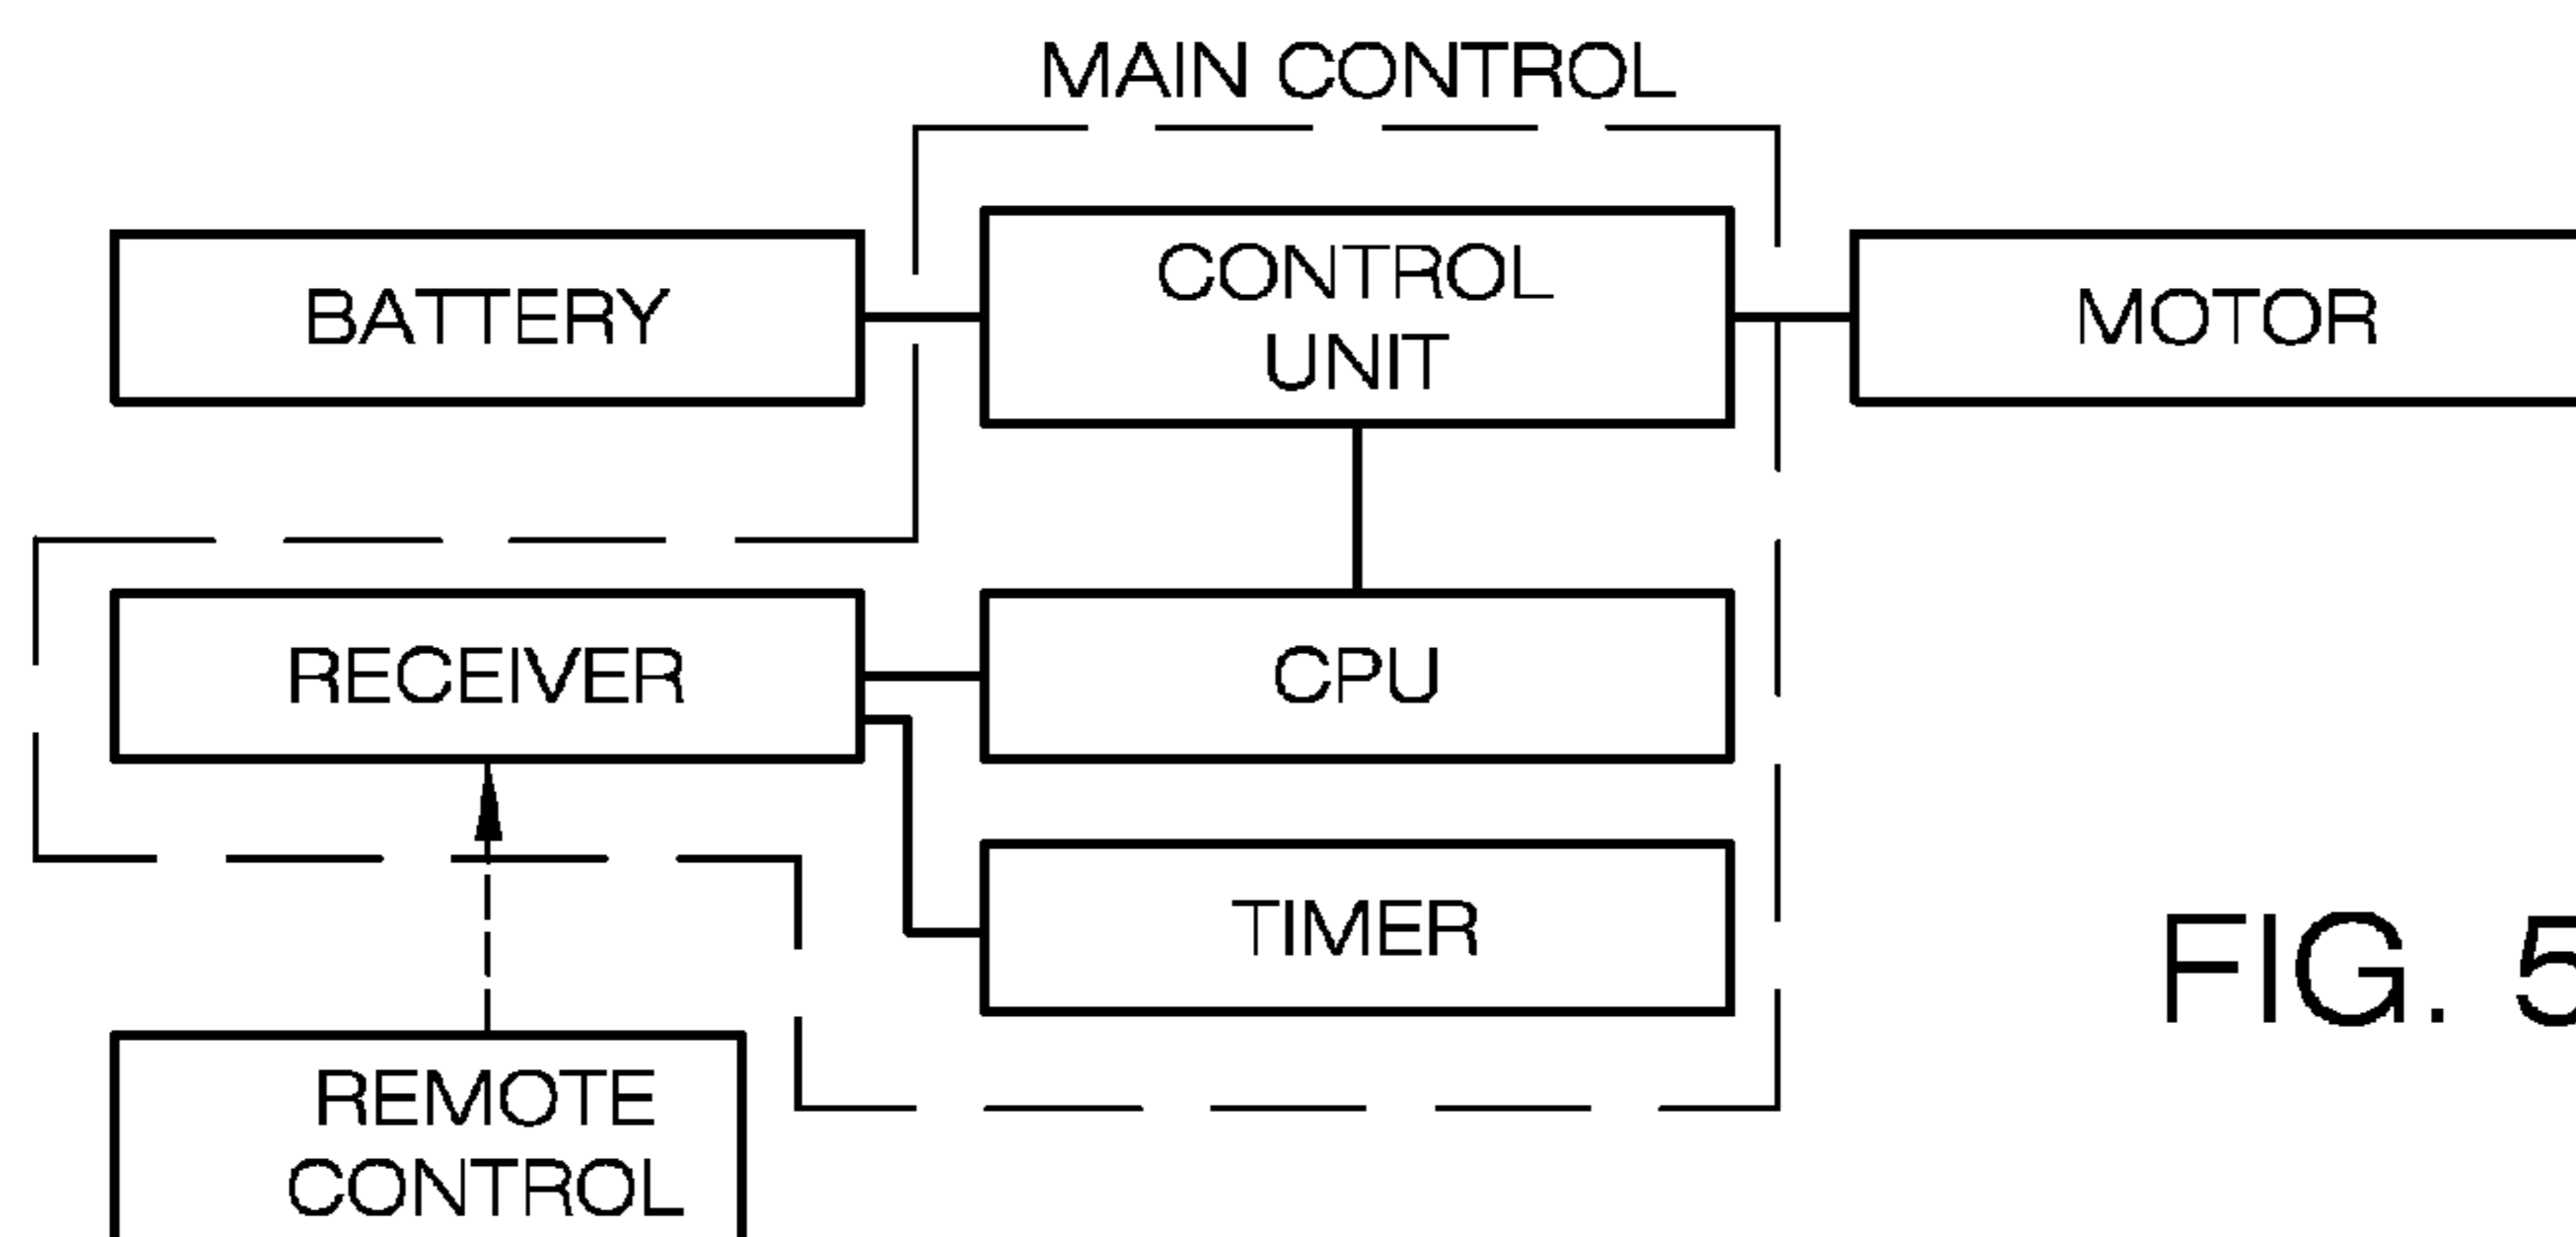 MAIN CONTROL
BATTERY
CONTROL
UNIT
MOTOR
RECEIVER
CPU
TIMER
REMOTE
CONTROL
FIG. 5